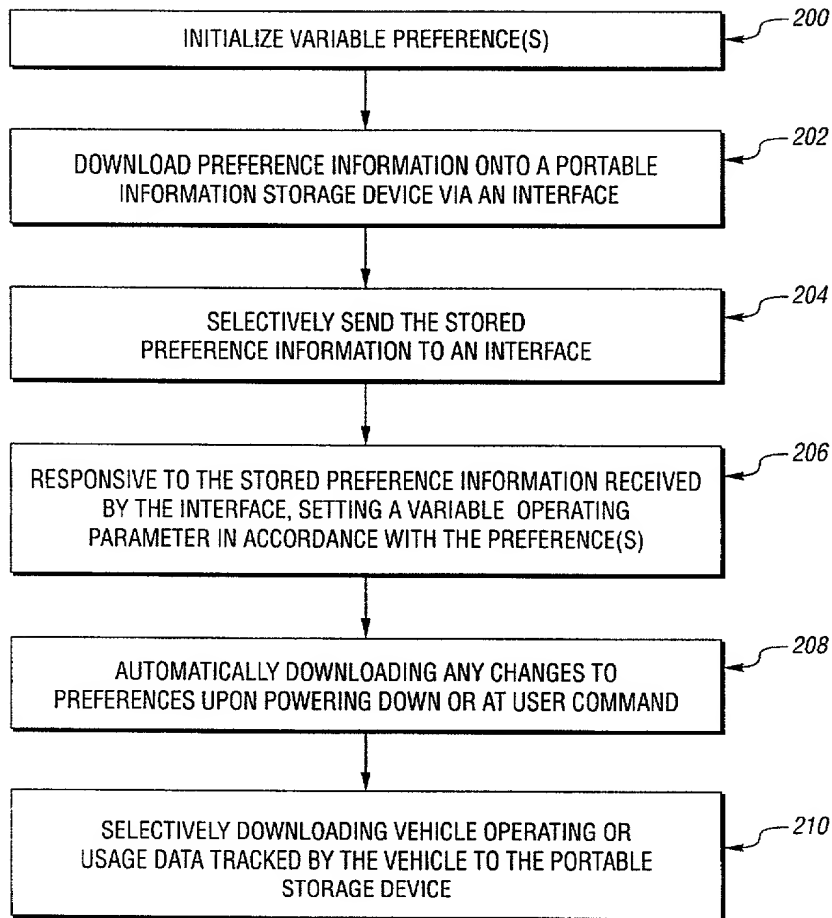 INITIALIZE VARIABLE PREFERENCE(S)
200
DOWNLOAD PREFERENCE INFORMATION ONTO A PORTABLE
INFORMATION STORAGE DEVICE VIA AN INTERFACE
202
SELECTIVELY SEND THE STORED
PREFERENCE INFORMATION TO AN INTERFACE
204
RESPONSIVE TO THE STORED PREFERENCE INFORMATION RECEIVED
BY THE INTERFACE, SETTING A VARIABLE OPERATING
PARAMETER IN ACCORDANCE WITH THE PREFERENCE(S)
206
AUTOMATICALLY DOWNLOADING ANY CHANGES TO
PREFERENCES UPON POWERING DOWN OR AT USER COMMAND
208
SELECTIVELY DOWNLOADING VEHICLE OPERATING OR
USAGE DATA TRACKED BY THE VEHICLE TO THE PORTABLE
STORAGE DEVICE
210